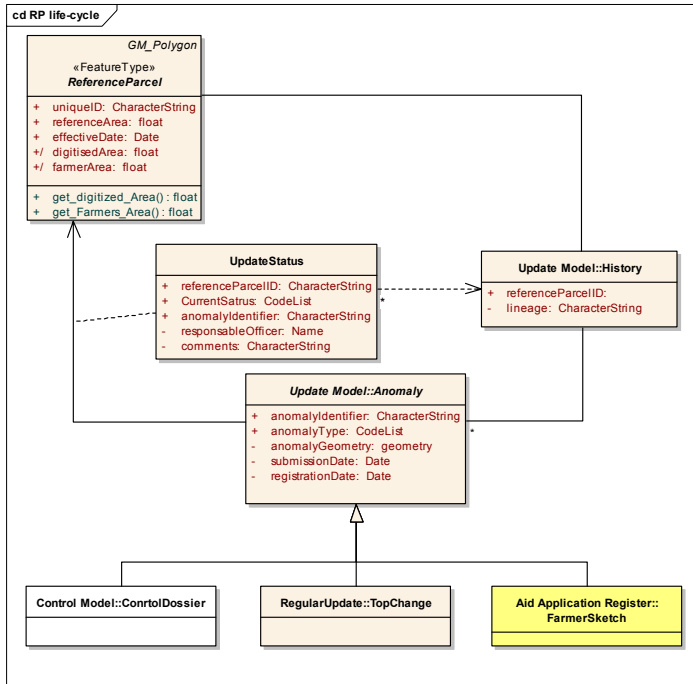 cd RP life-cycle
GM_Polygon
«FeatureType»
ReferenceParcel
+ uniqueID: CharacterString
+ referenceArea: float
+ effectiveDate: Date
+/ digitisedArea: float
+/ farmerArea: float
+ get_digitized_Area() : float
+ get_Farmers_Area() : float
UpdateStatus
+ referenceParcelID: CharacterString
+ CurrentSatrus: CodeList
+ anomalyIdentifier: CharacterString
- responsableOfficer: Name
- comments: CharacterString
*
Update Model::History
+ referenceParcelID:
- lineage: CharacterString
Update Model::Anomaly
+ anomalyIdentifier: CharacterString
+ anomalyType: CodeList
- anomalyGeometry: geometry
- submissionDate: Date
- registrationDate: Date
*
Control Model::ConrtolDossier
RegularUpdate::TopChange
Aid Application Register::
FarmerSketch